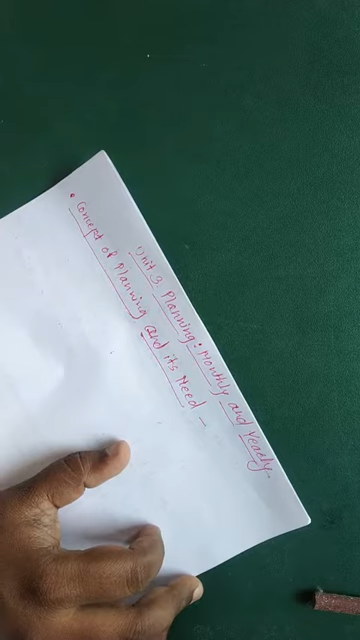 Unit 3. Planning: Monthly and Yearly.
• Concept of Planning and its Need -